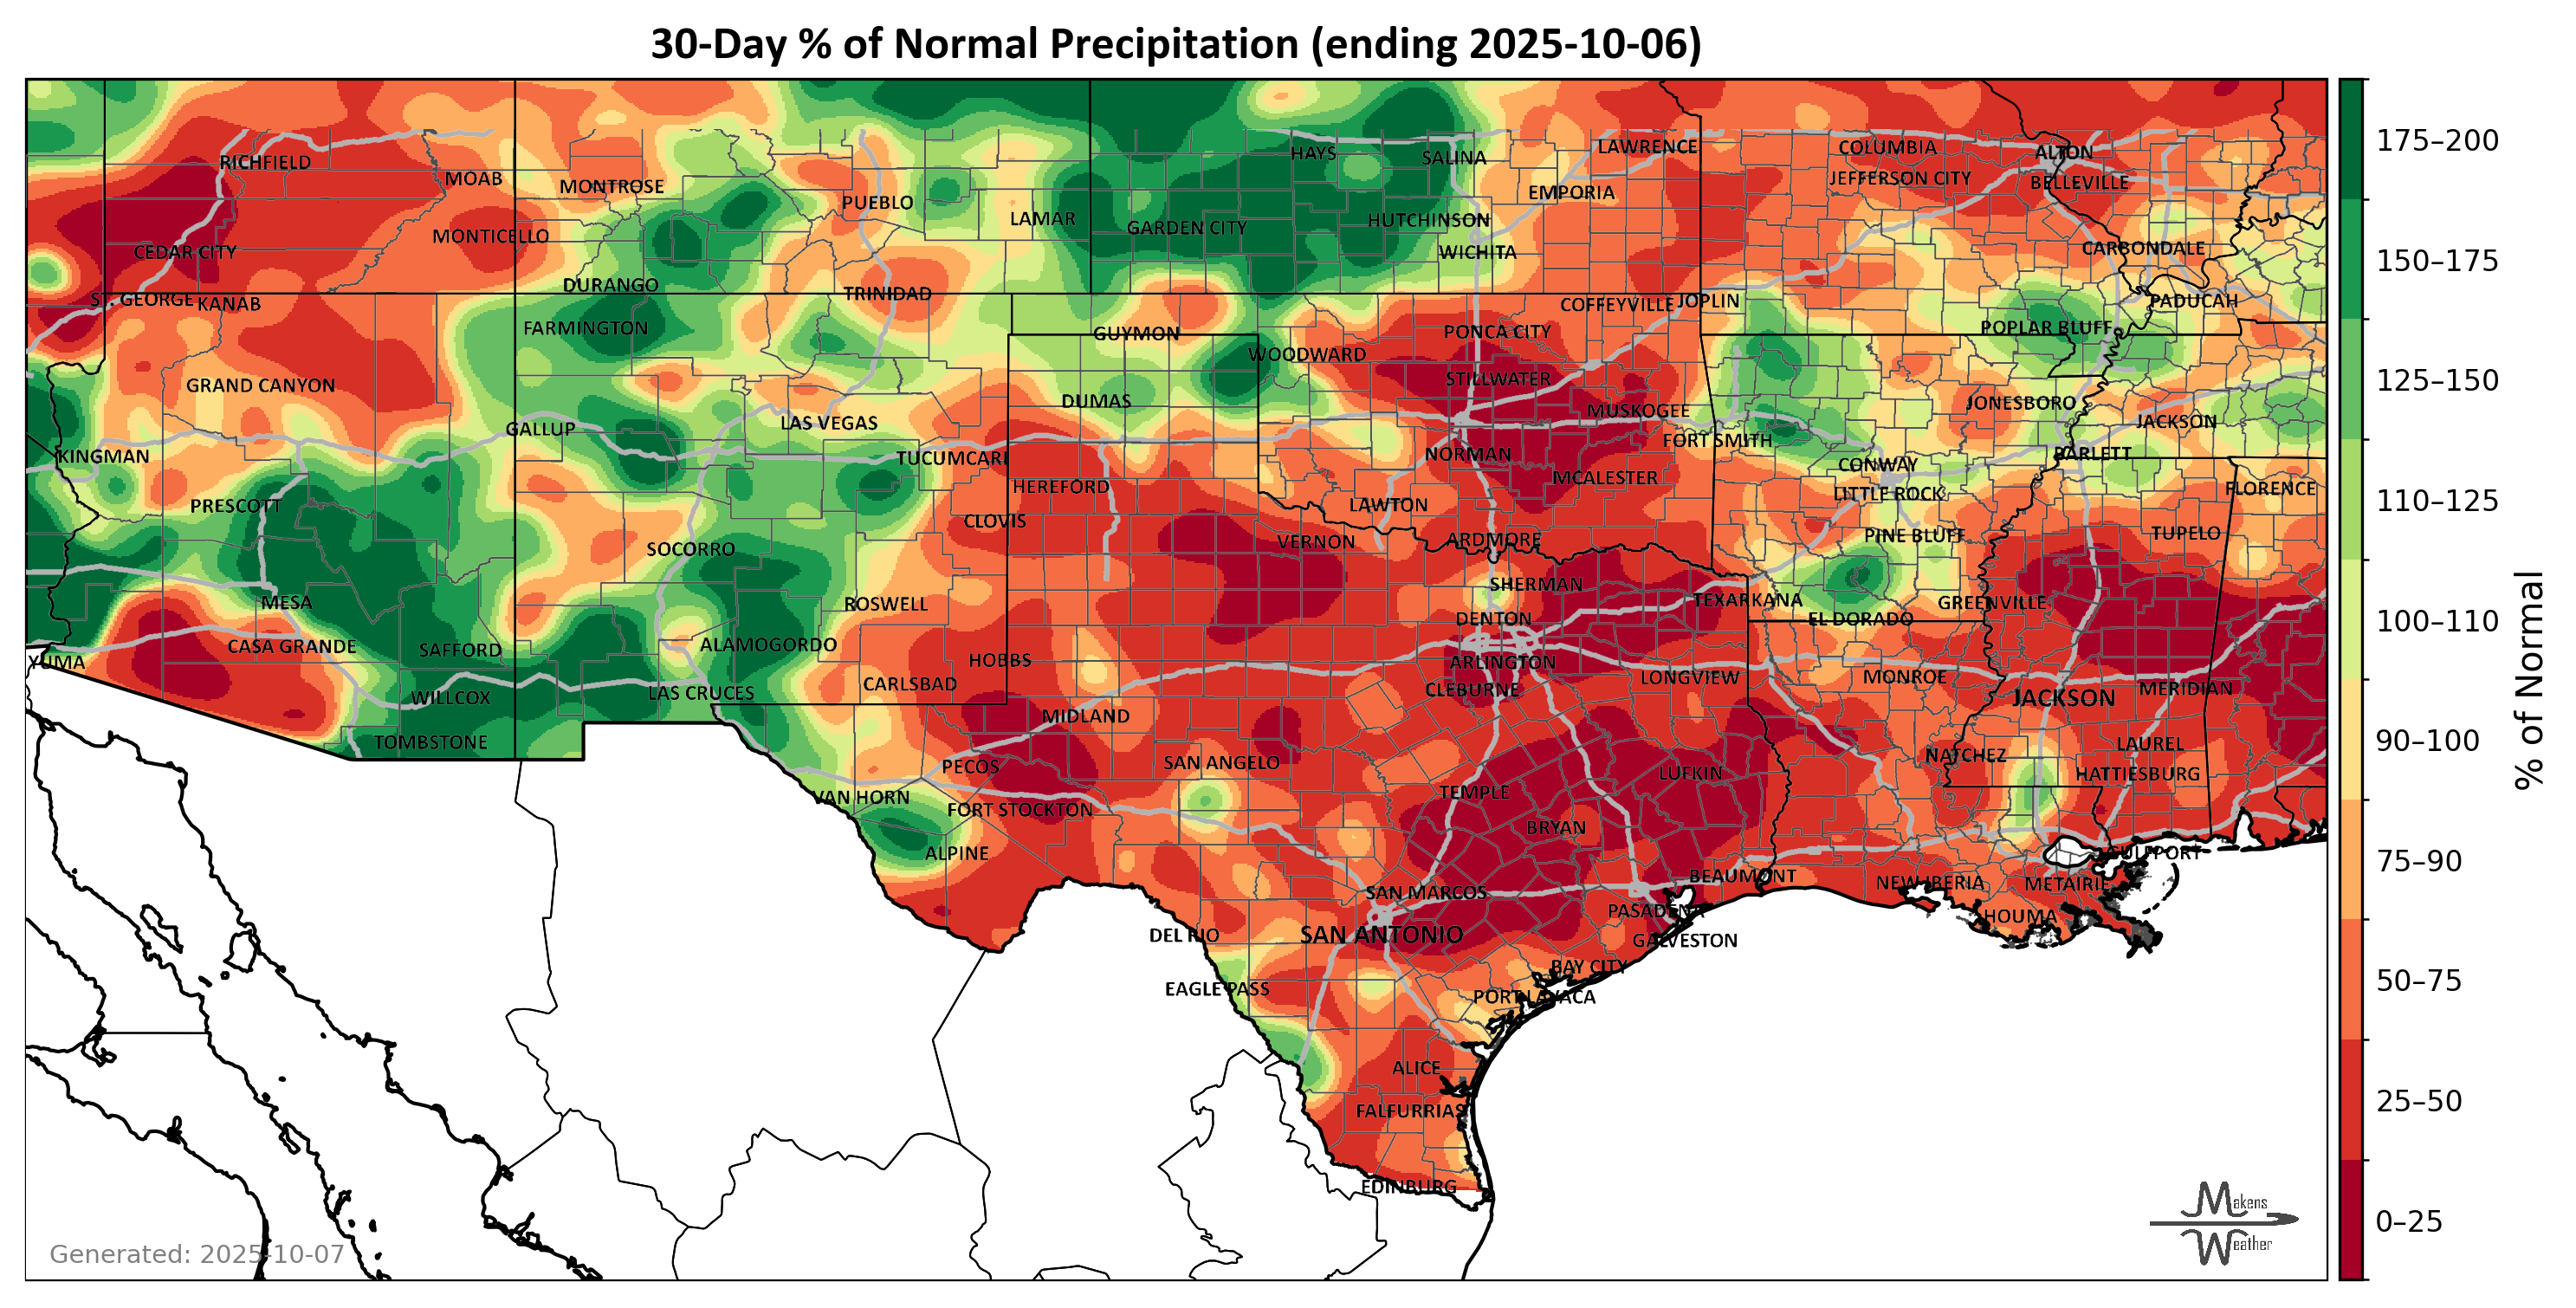 30-Day % of Normal Precipitation (ending 2025-10-06)
HAYS
SALINA
LAWRENCE
COLUMBIA
ALTON
RICHFIELD
MOAB
MONTROSE
EMPORIA
JEFFERSON CITY
BELLEVILLE
PUEBLO
LAMAR
GARDEN CITY
HUTCHINSON
MONTICELLO
CEDAR CITY
WICHITA
CARBONDALE
DURANGO
TRINIDAD
ST. GEORGE
KANAB
COFFEYVILLE
JOPLIN
PADUCAH
FARMINGTON
GUYMON
PONCA CITY
POPLAR BLUFF
WOODWARD
GRAND CANYON
STILLWATER
DUMAS
MUSKOGEE
JONESBORO
GALLUP
LAS VEGAS
JACKSON
FORT SMITH
KINGMAN
TUCUMCARI
NORMAN
BARLETT
CONWAY
PRESCOTT
HEREFORD
MCALESTER
LITTLE ROCK
FLORENCE
LAWTON
CLOVIS
PINE BLUFF
TUPELO
SOCORRO
VERNON
ARDMORE
SHERMAN
MESA
ROSWELL
TEXARKANA
GREENVILLE
DENTON
EL DORADO
CASA GRANDE
SAFFORD
ALAMOGORDO
YUMA
HOBBS
ARLINGTON
CARLSBAD
LONGVIEW
MONROE
WILLCOX
LAS CRUCES
CLEBURNE
JACKSON
MERIDIAN
MIDLAND
TOMBSTONE
LAUREL
PECOS
SAN ANGELO
NATCHEZ
VAN HORN
LUFKIN
HATTIESBURG
FORT STOCKTON
TEMPLE
BRYAN
ALPINE
GULFPORT
SAN MARCOS
BEAUMONT
NEW IBERIA
METAIRIE
PASADENA
HOUMA
DEL RIO
SAN ANTONIO
GALVESTON
BAY CITY
EAGLE PASS
PORT LAVACA
ALICE
FALFURRIAS
EDINBURG
Generated: 2025-10-07
Makens
Weather
175–200
150–175
125–150
110–125
100–110
90–100
75–90
50–75
25–50
0–25
% of Normal